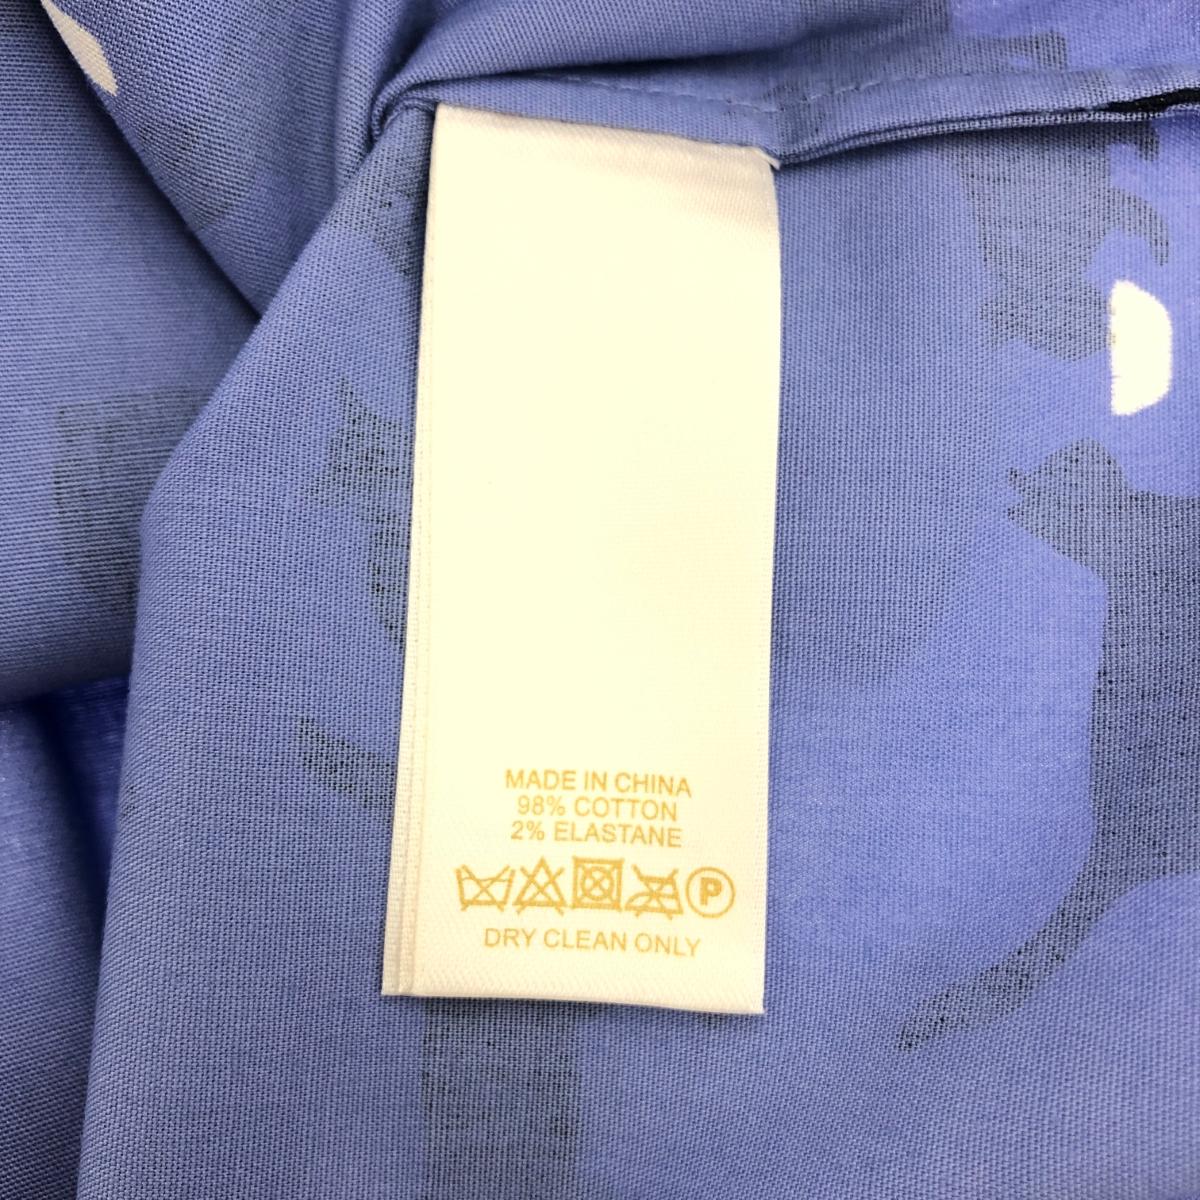 MADE IN CHINA
98% COTTON
2% ELASTANE
P
DRY CLEAN ONLY